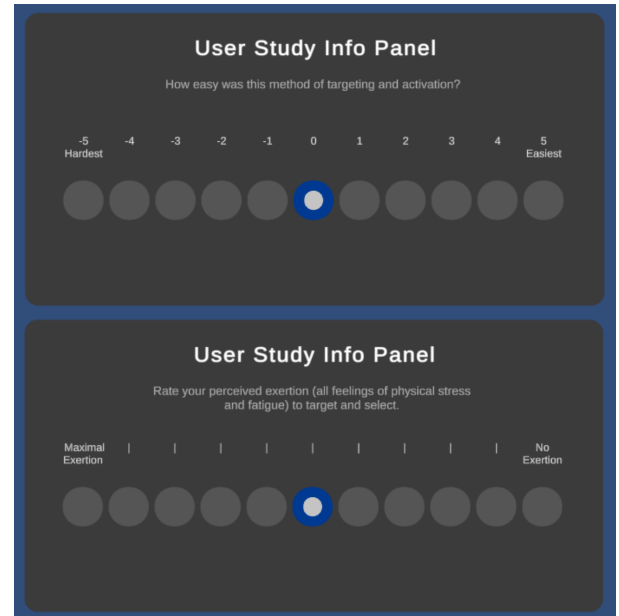 User Study Info Panel
How easy was this method of targeting and activation?
-5 -4 -3 -2 -1 0 1 2 3 4 5
Hardest Easiest
User Study Info Panel
Rate your perceived exertion (all feelings of physical stress
and fatigue) to target and select.
Maximal | | | | | | | | | No
Exertion Exertion